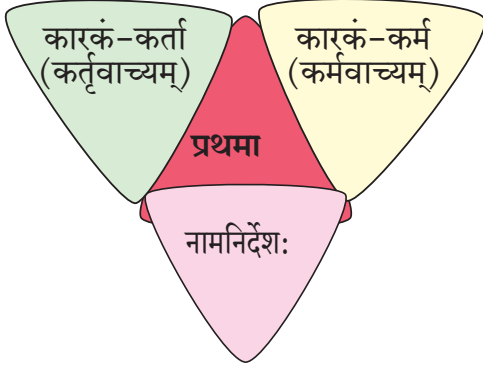 कारकं-कर्ता
(कर्तृवाच्यम्)
कारकं-कर्म
(कर्मवाच्यम्)
प्रथमा
नामनिर्देशः